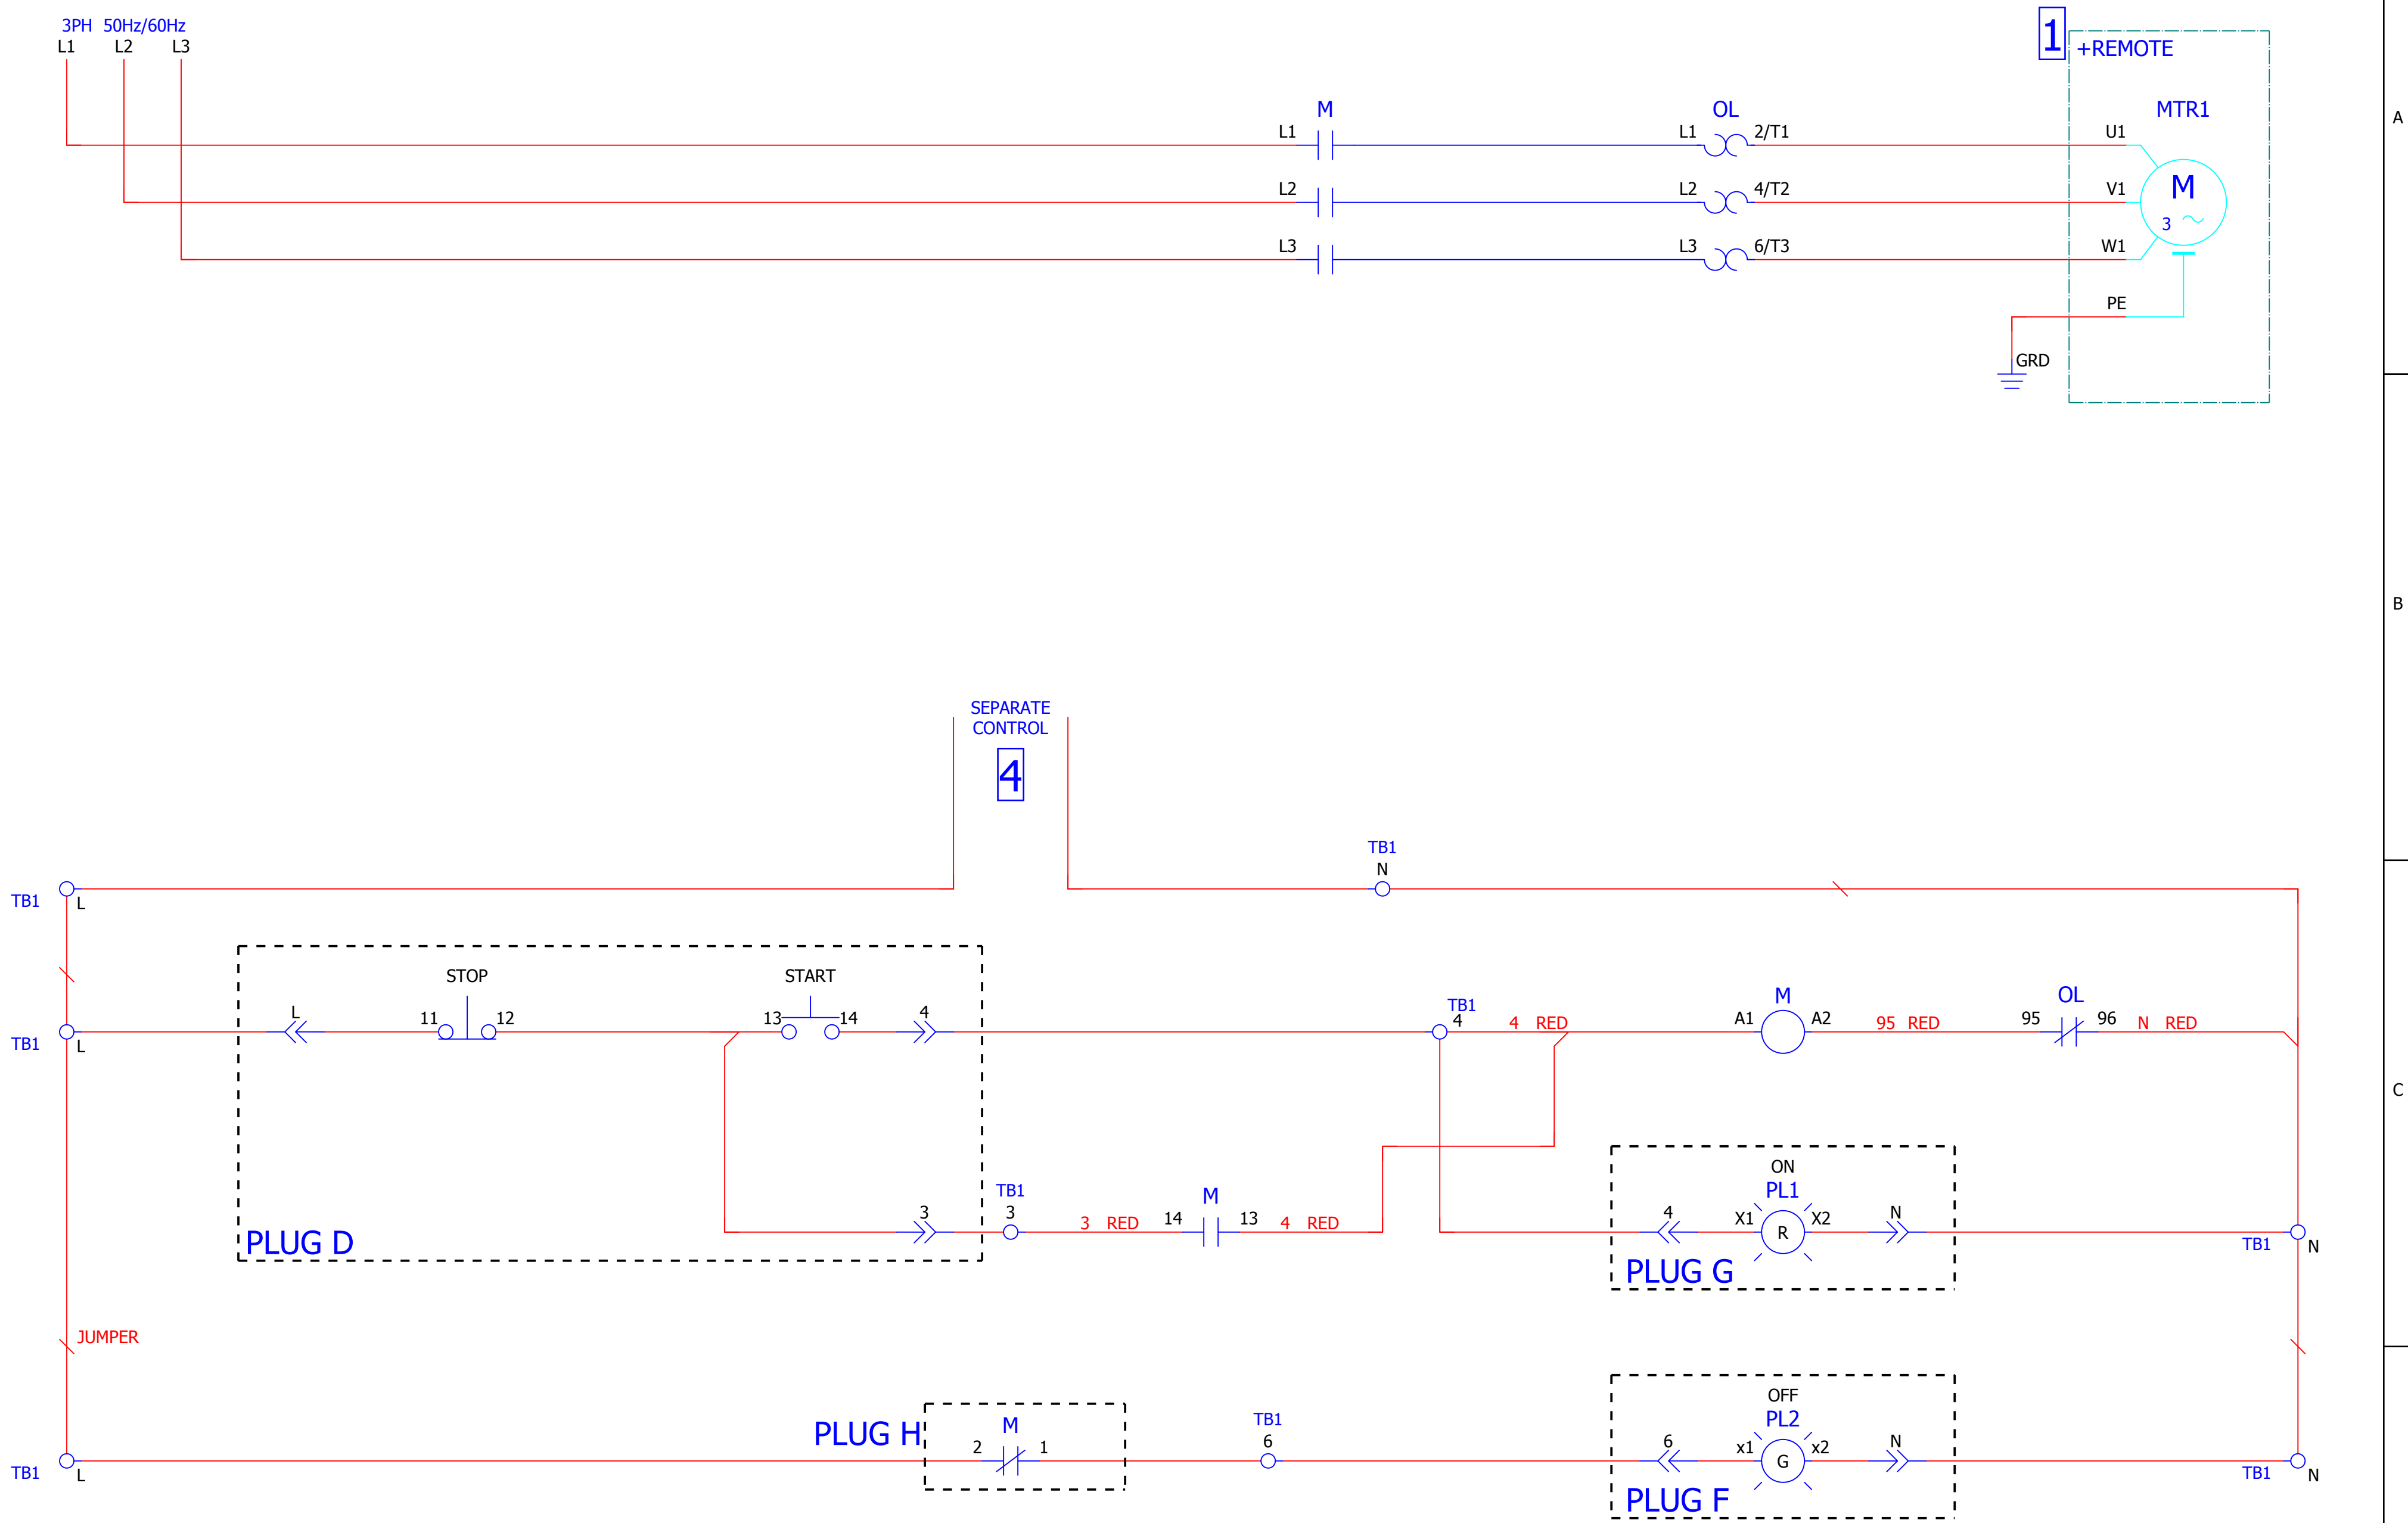 3PH 50Hz/60Hz
L1 L2 L3
1
+REMOTE
A
M OL MTR1
L1 L1 2/T1 U1
L2 L2 4/T2 V1
M
3
L3 L3 6/T3 W1
PE
GRD
B
SEPARATE
CONTROL
4
TB1
N
TB1 L
STOP START
TB1
M OL
L 11 12 13 14 4 4 4 RED A1 A2 95 RED 95 96 N RED
TB1 L
C
ON
PL1
TB1 M
3 3 3 RED 14 13 4 RED 4 X1 X2 N
R
TB1 N
PLUG D
PLUG G
JUMPER
OFF
PL2
PLUG H M TB1
2 1 6 6 x1 x2 N
G
TB1 L
TB1 N
PLUG F